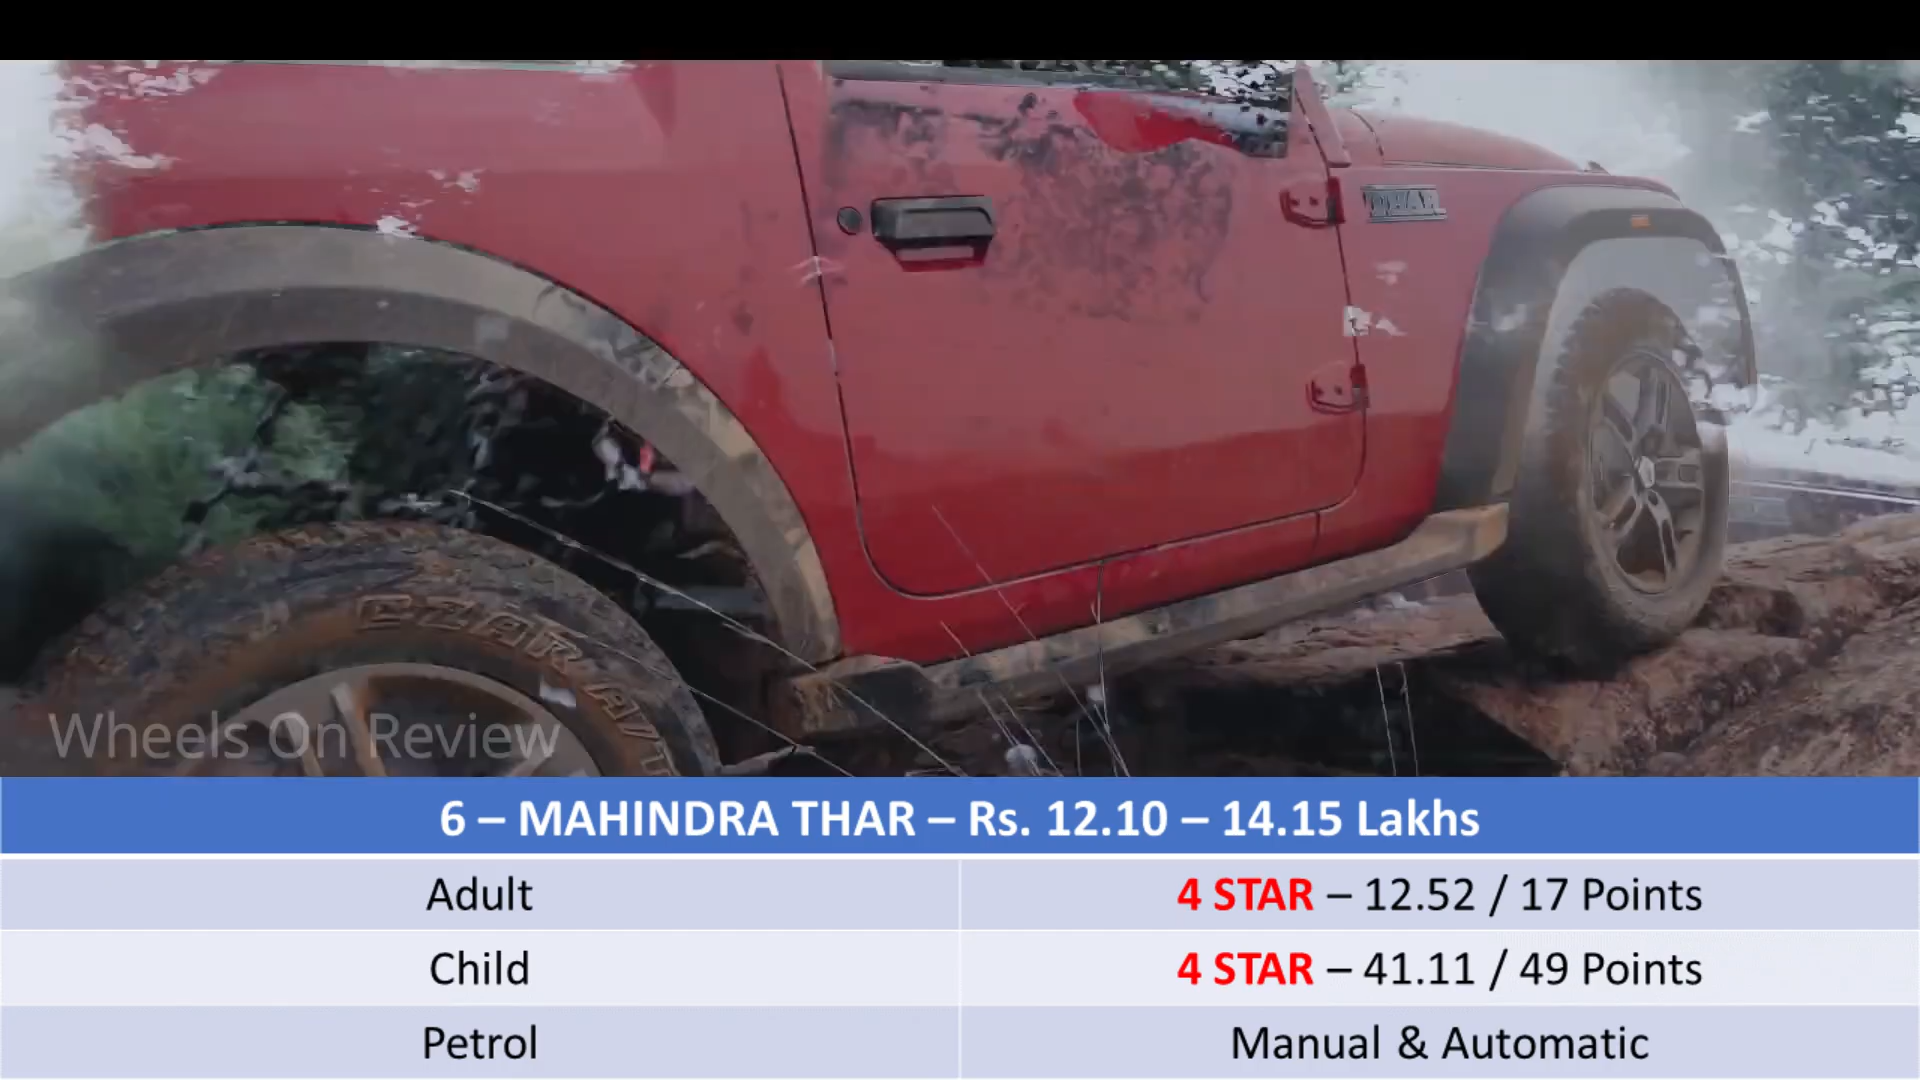 THAR
CZAR A/T
Wheels On Review
6 – MAHINDRA THAR – Rs. 12.10 – 14.15 Lakhs
Adult 4 STAR – 12.52 / 17 Points
Child 4 STAR – 41.11 / 49 Points
Petrol Manual & Automatic